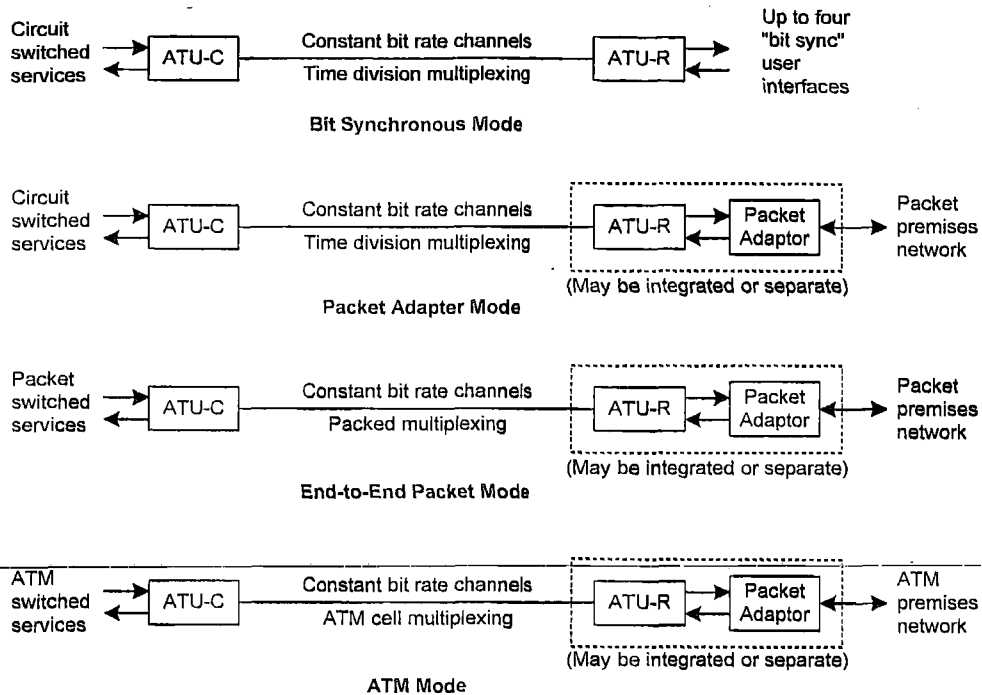 Circuit
switched
services
ATU-C
Constant bit rate channels
Time division multiplexing
ATU-R
Up to four
"bit sync"
user
interfaces
Bit Synchronous Mode
Circuit
switched
services
ATU-C
Constant bit rate channels
Time division multiplexing
ATU-R
Packet
Adaptor
Packet
premises
network
(May be integrated or separate)
Packet Adapter Mode
Packet
switched
services
ATU-C
Constant bit rate channels
Packed multiplexing
ATU-R
Packet
Adaptor
Packet
premises
network
(May be integrated or separate)
End-to-End Packet Mode
ATM
switched
services
ATU-C
Constant bit rate channels
ATM cell multiplexing
ATU-R
Packet
Adaptor
ATM
premises
network
(May be integrated or separate)
ATM Mode